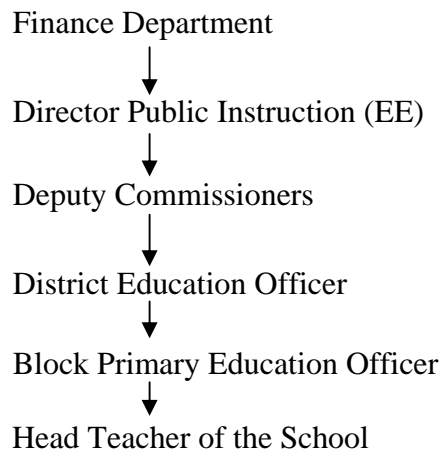 Finance Department
Director Public Instruction (EE)
Deputy Commissioners
District Education Officer
Block Primary Education Officer
Head Teacher of the School